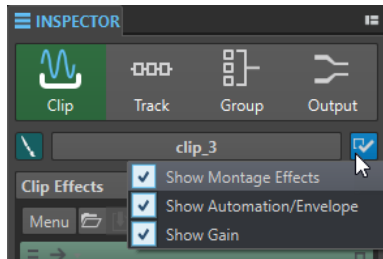 INSPECTOR
Clip Track Group Output
clip_3
Show Montage Effects
Clip Effects
Show Automation/Envelope
Menu
Show Gain